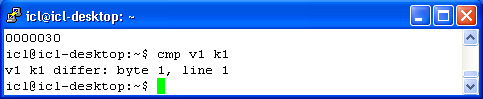 icl@icl-desktop: ~
0000030
icl@icl-desktop:~$ cmp v1 k1
v1 k1 differ: byte 1, line 1
icl@icl-desktop:~$